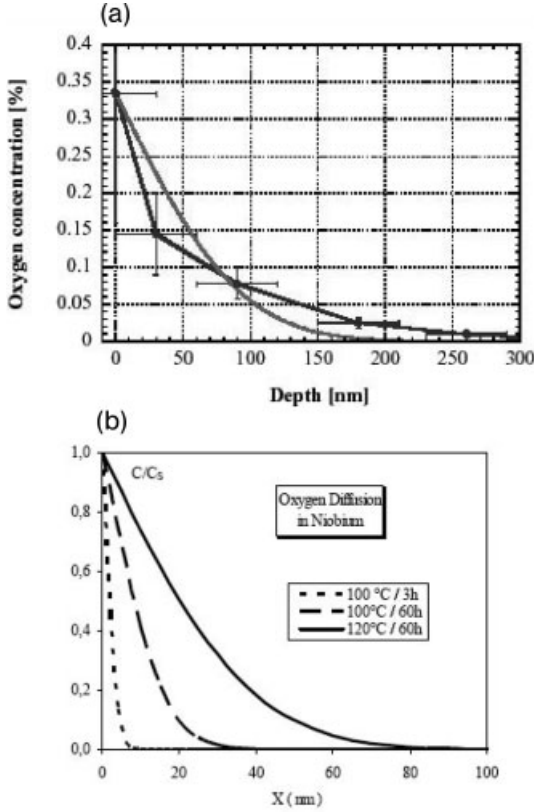 (a)
Oxygen concentration [%]
0.4
0.35
0.3
0.25
0.2
0.15
0.1
0.05
0
0
50
100
150
200
250
300
Depth [nm]
(b)
1,0
0,8
0,6
0,4
0,2
0,0
C/Cs
Oxygen Diffusion
in Niobium
100 °C / 3h
100°C / 60h
120°C / 60h
0
20
40
60
80
100
X ( nm)